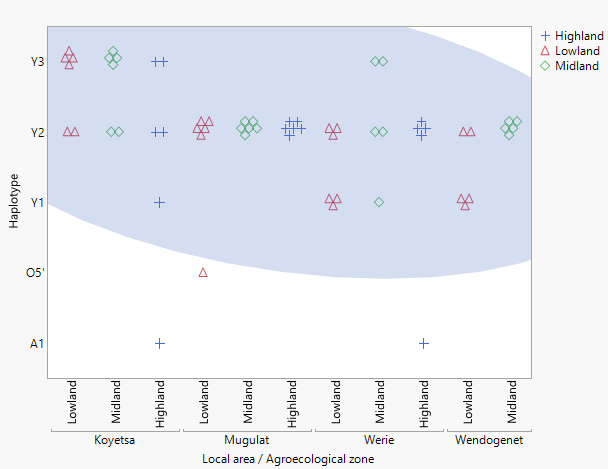 Highland
Lowland
Midland
Y3
Y2
Y1
O5'
A1
Haplotype
Lowland Midland Highland Lowland Midland Highland Lowland Midland Highland Lowland Midland
Koyetsa Mugulat Werie Wendogenet
Local area / Agroecological zone